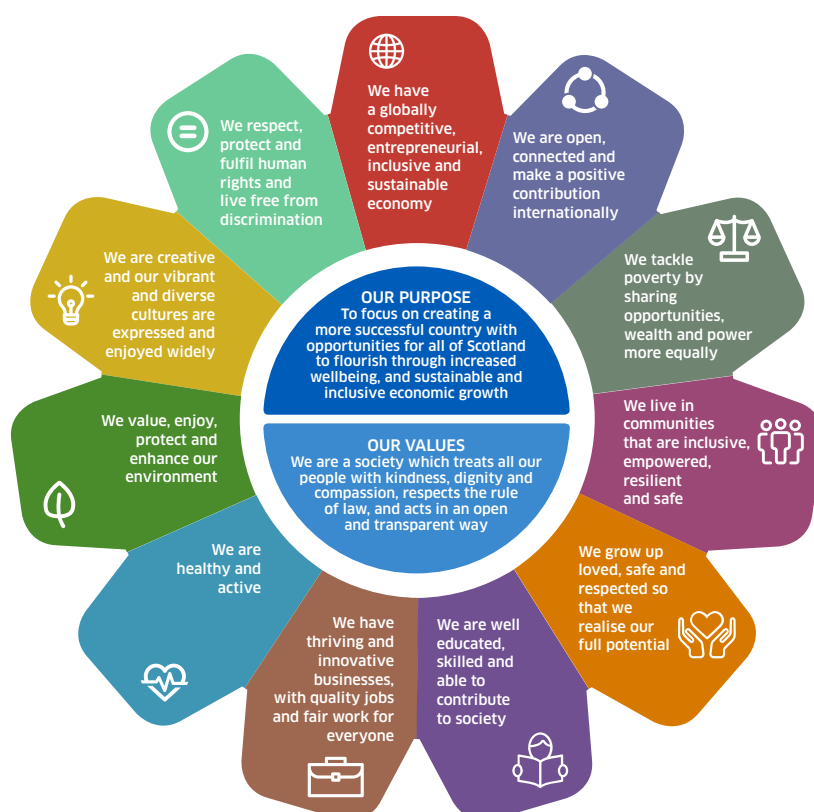 We have
a globally
competitive,
entrepreneurial,
inclusive and
sustainable
economy
We are open,
connected and
make a positive
contribution
internationally
We tackle
poverty by
sharing
opportunities,
wealth and power
more equally
We live in
communities
that are inclusive,
empowered,
resilient
and safe
We grow up
loved, safe and
respected so
that we
realise our
full potential
We are well
educated,
skilled and
able to
contribute
to society
We have
thriving and
innovative
businesses,
with quality jobs
and fair work for
everyone
We are
healthy and
active
We value, enjoy,
protect and
enhance our
environment
We are creative
and our vibrant
and diverse
cultures are
expressed and
enjoyed widely
We respect,
protect and
fulfil human
rights and
live free from
discrimination
OUR PURPOSE
To focus on creating a
more successful country with
opportunities for all of Scotland
to flourish through increased
wellbeing, and sustainable and
inclusive economic growth
OUR VALUES
We are a society which treats all our
people with kindness, dignity and
compassion, respects the rule
of law, and acts in an open
and transparent way